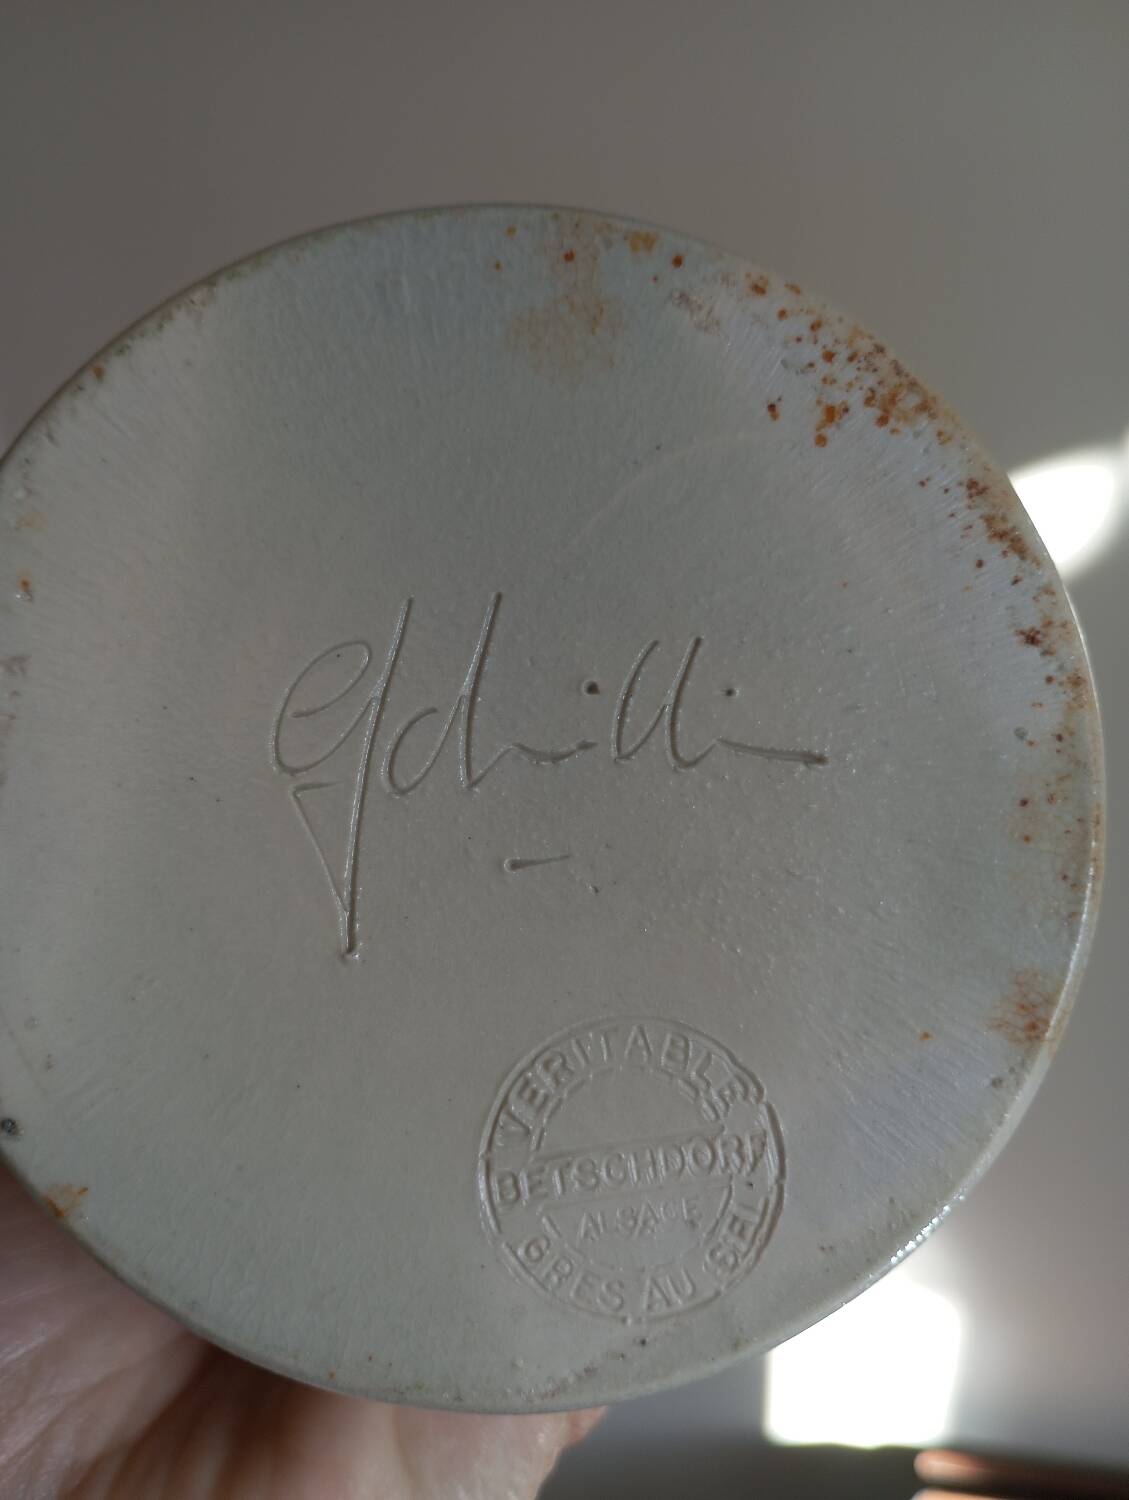 VERITABLE
BETSCHDORF
ALSACE
GRES AU SEL